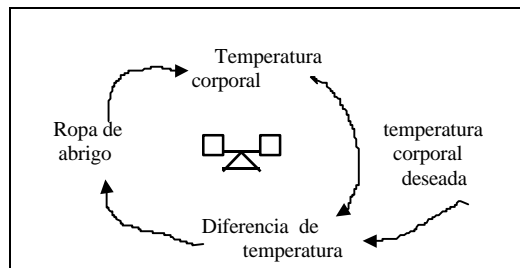 Temperatura
corporal
Ropa de
abrigo
temperatura
corporal
deseada
Diferencia de
temperatura